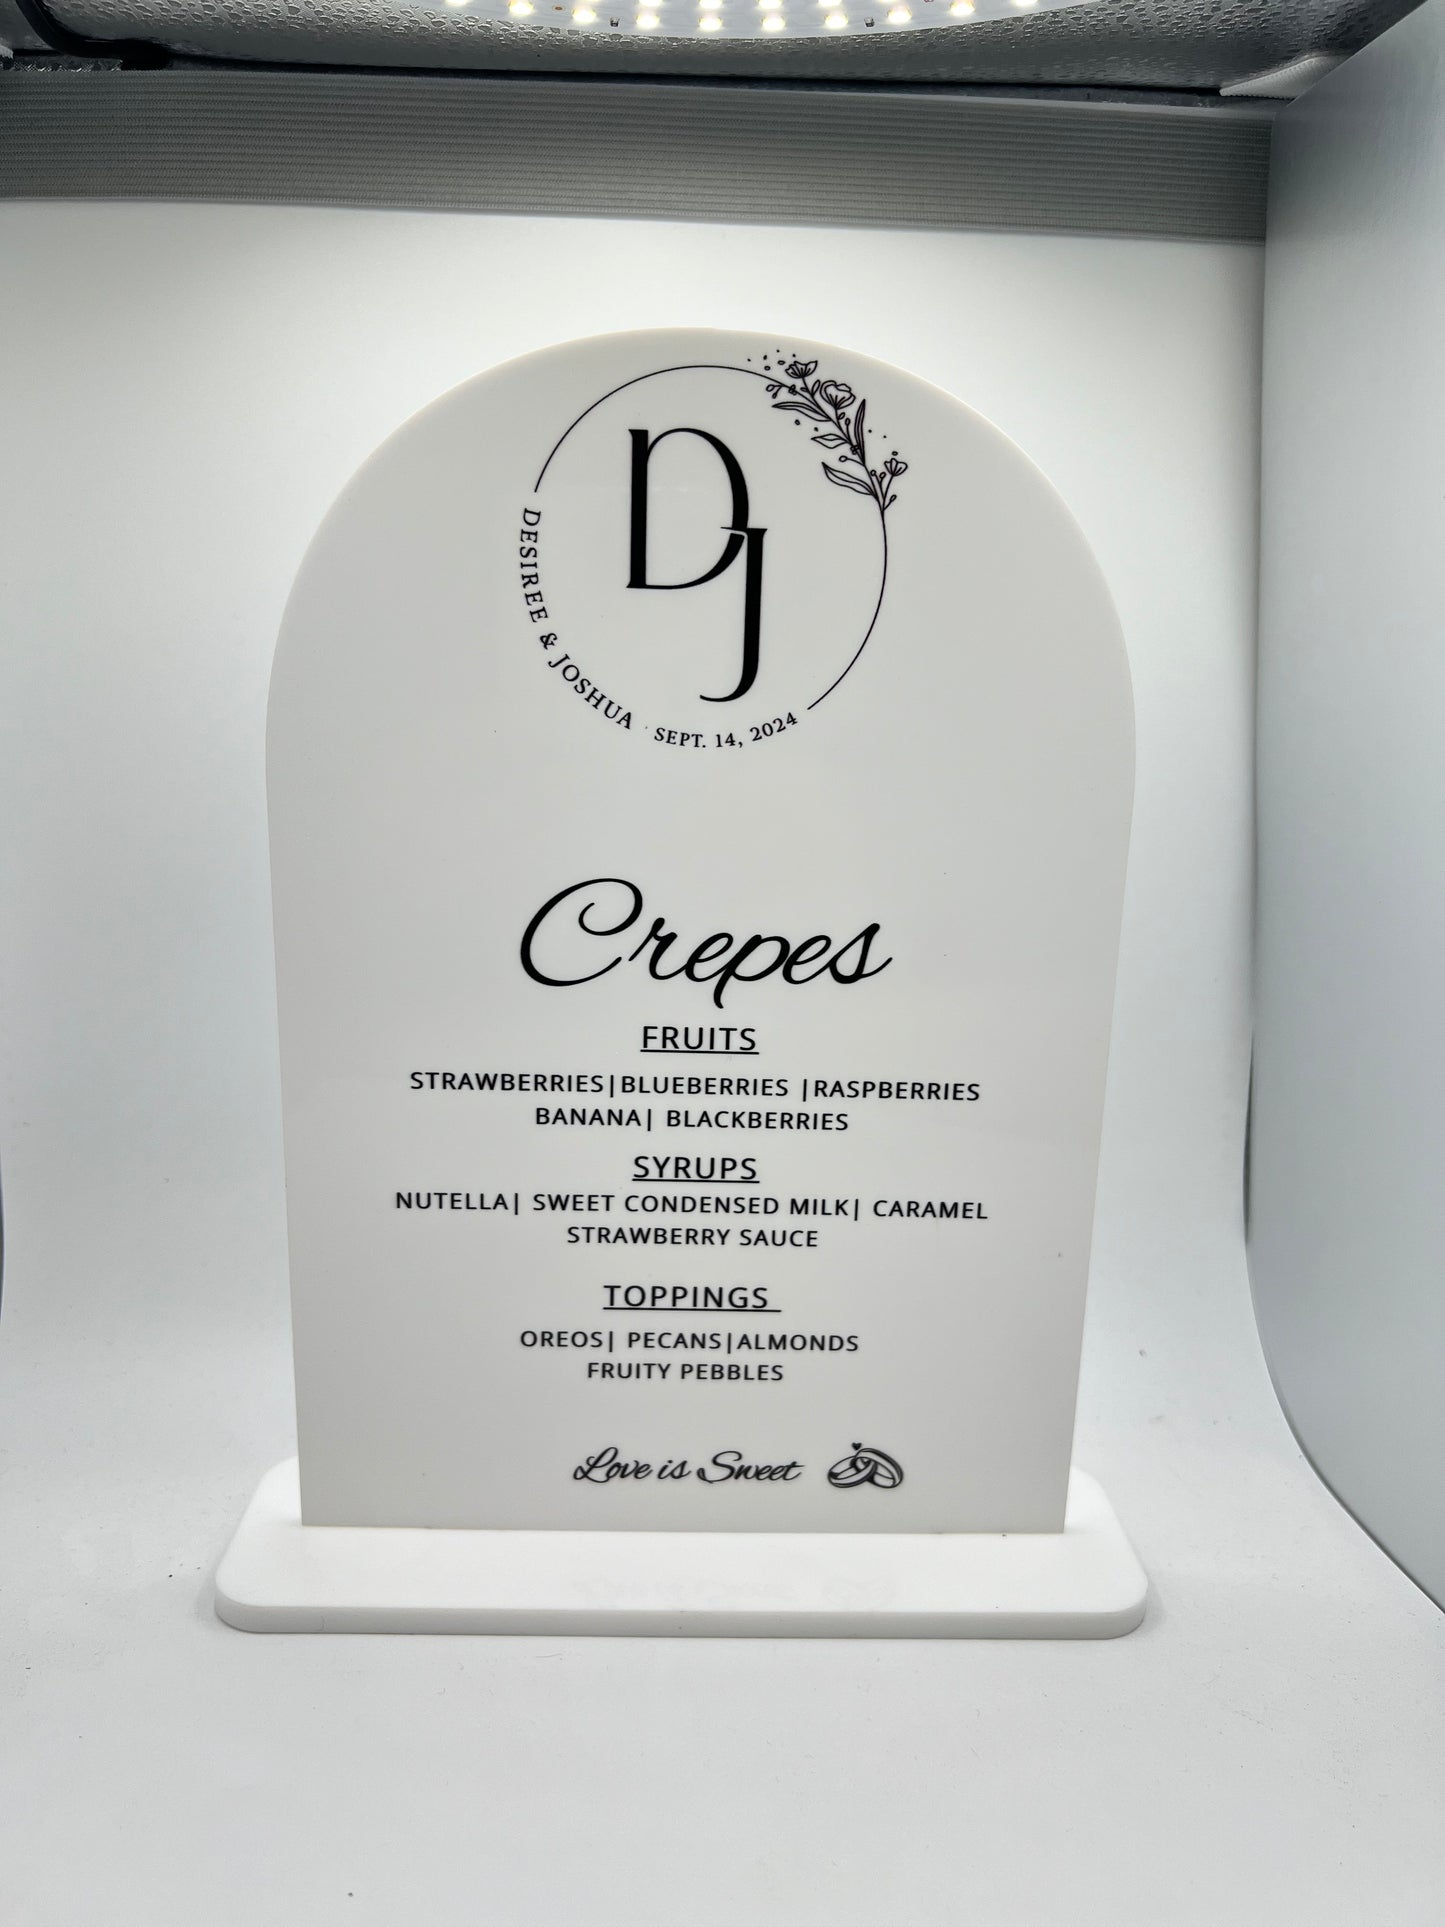 DJ
DESIREE & JOSHUA · SEPT. 14, 2024
Crepes
FRUITS
STRAWBERRIES|BLUEBERRIES |RASPBERRIES
BANANA| BLACKBERRIES
SYRUPS
NUTELLA| SWEET CONDENSED MILK| CARAMEL
STRAWBERRY SAUCE
TOPPINGS
OREOS| PECANS|ALMONDS
FRUITY PEBBLES
Love is Sweet